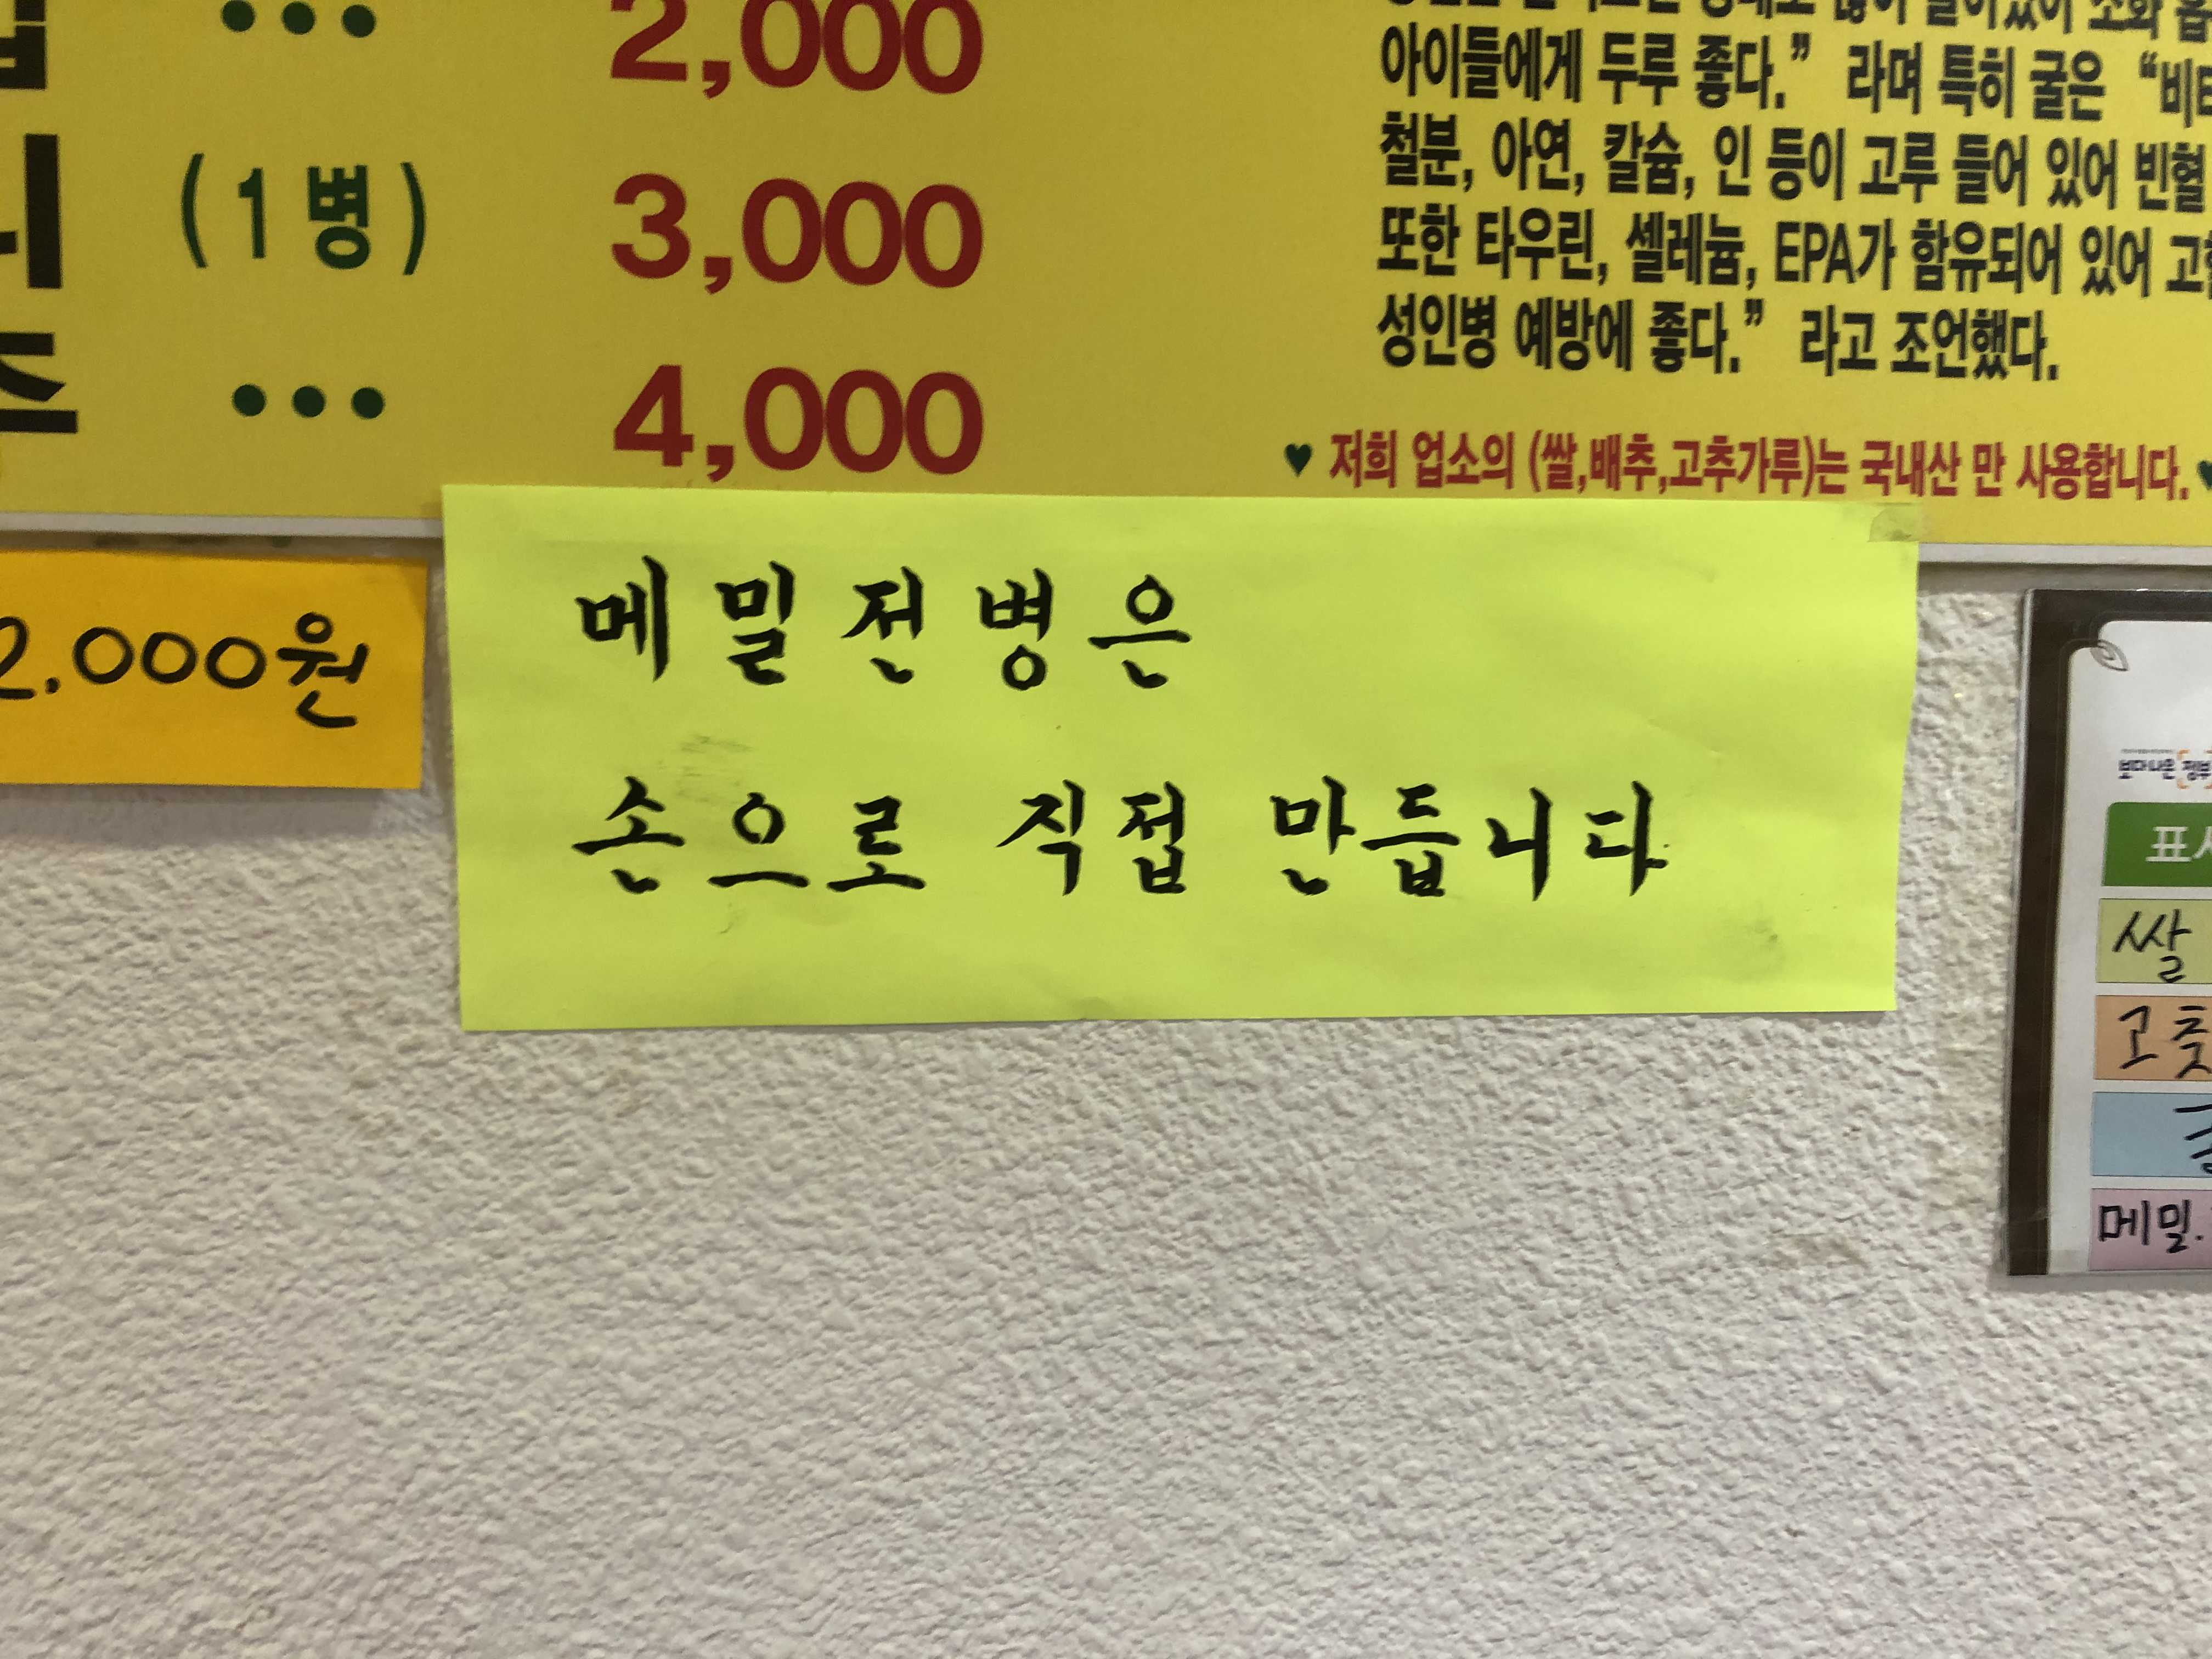 2,000
(1병) 3,000
4,000
아이들에게 두루 좋다.” 라며 특히 굴은
철분, 아연, 칼슘, 인 등이 고루 들어 있어 빈혈
또한 타우린, 셀레늄, EPA가 함유되어 있어
성인병 예방에 좋다.” 라고 조언했다.
♥ 저희 업소의 (쌀,배추,고추가루)는 국내산 만 사용합니다. ♥
2.000원
메밀전병은
손으로 직접 만듭니다
쌀
메밀.